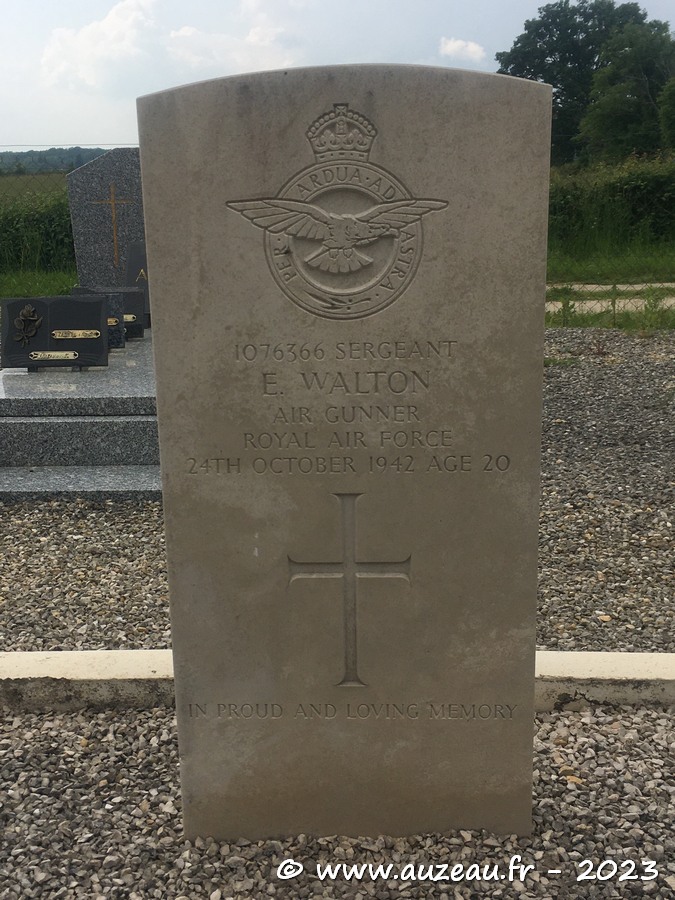 PER · ARDUA · AD ASTRA
1076366 SERGEANT
E. WALTON
AIR GUNNER
ROYAL AIR FORCE
24TH OCTOBER 1942 AGE 20
IN PROUD AND LOVING MEMORY
© www.auzeau.fr - 2023